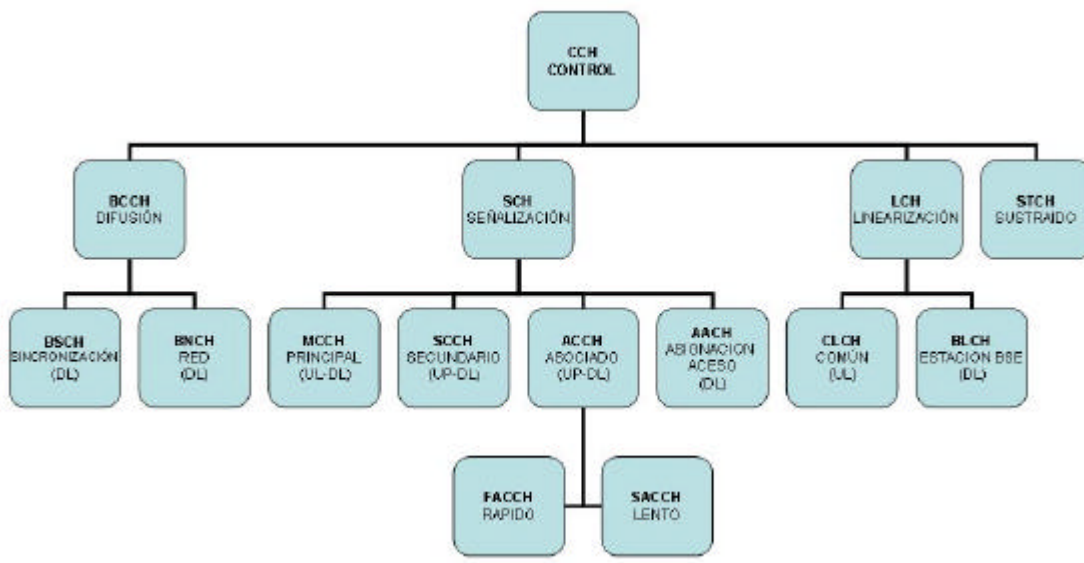 CCH
CONTROL
BCCH
DIFUSIÓN
SCH
SEÑALIZACIÓN
LCH
LINEARIZACIÓN
STCH
SUSTRAIDO
BSCH
SINCRONIZACIÓN
(DL)
BNCH
RED
(DL)
MCCH
PRINCIPAL
(UL-DL)
SCCH
SECUNDARIO
(UP-DL)
ACCH
ASOCIADO
(UP-DL)
AACH
ASIGNACION
ACESO
(DL)
CLCH
COMÚN
(UL)
BLCH
ESTACION BSE
(DL)
FACCH
RAPIDO
SACCH
LENTO